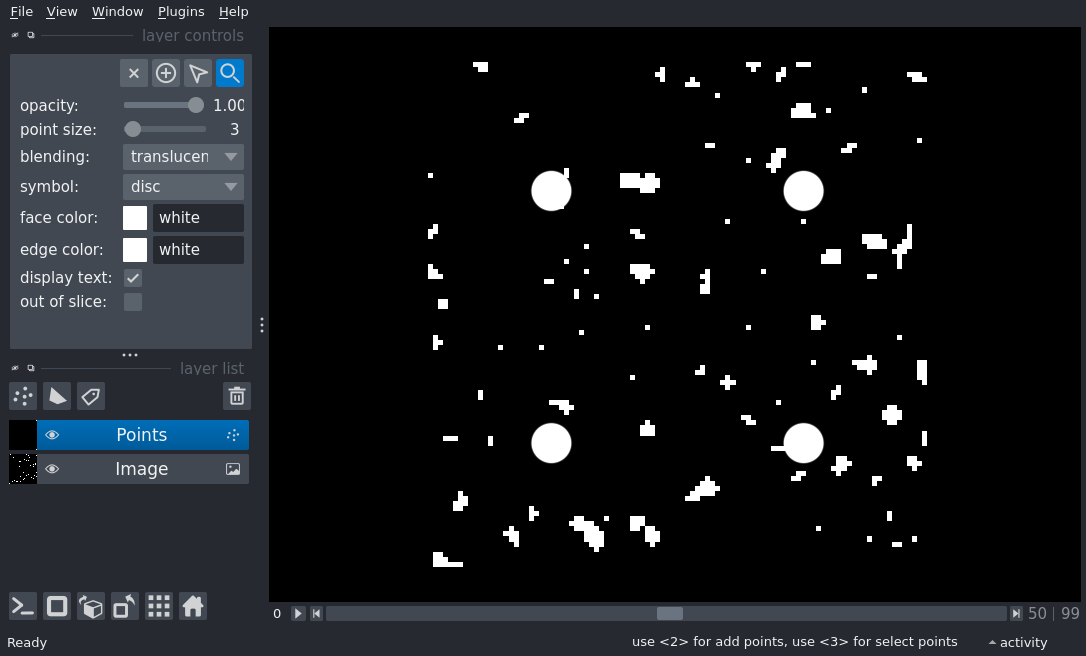 File View Window Plugins Help
layer controls
opacity: 1.00
point size: 3
blending: translucen
symbol: disc
face color: white
edge color: white
display text:
out of slice:
layer list
Points
Image
0 50 | 99
Ready use <2> for add points, use <3> for select points activity